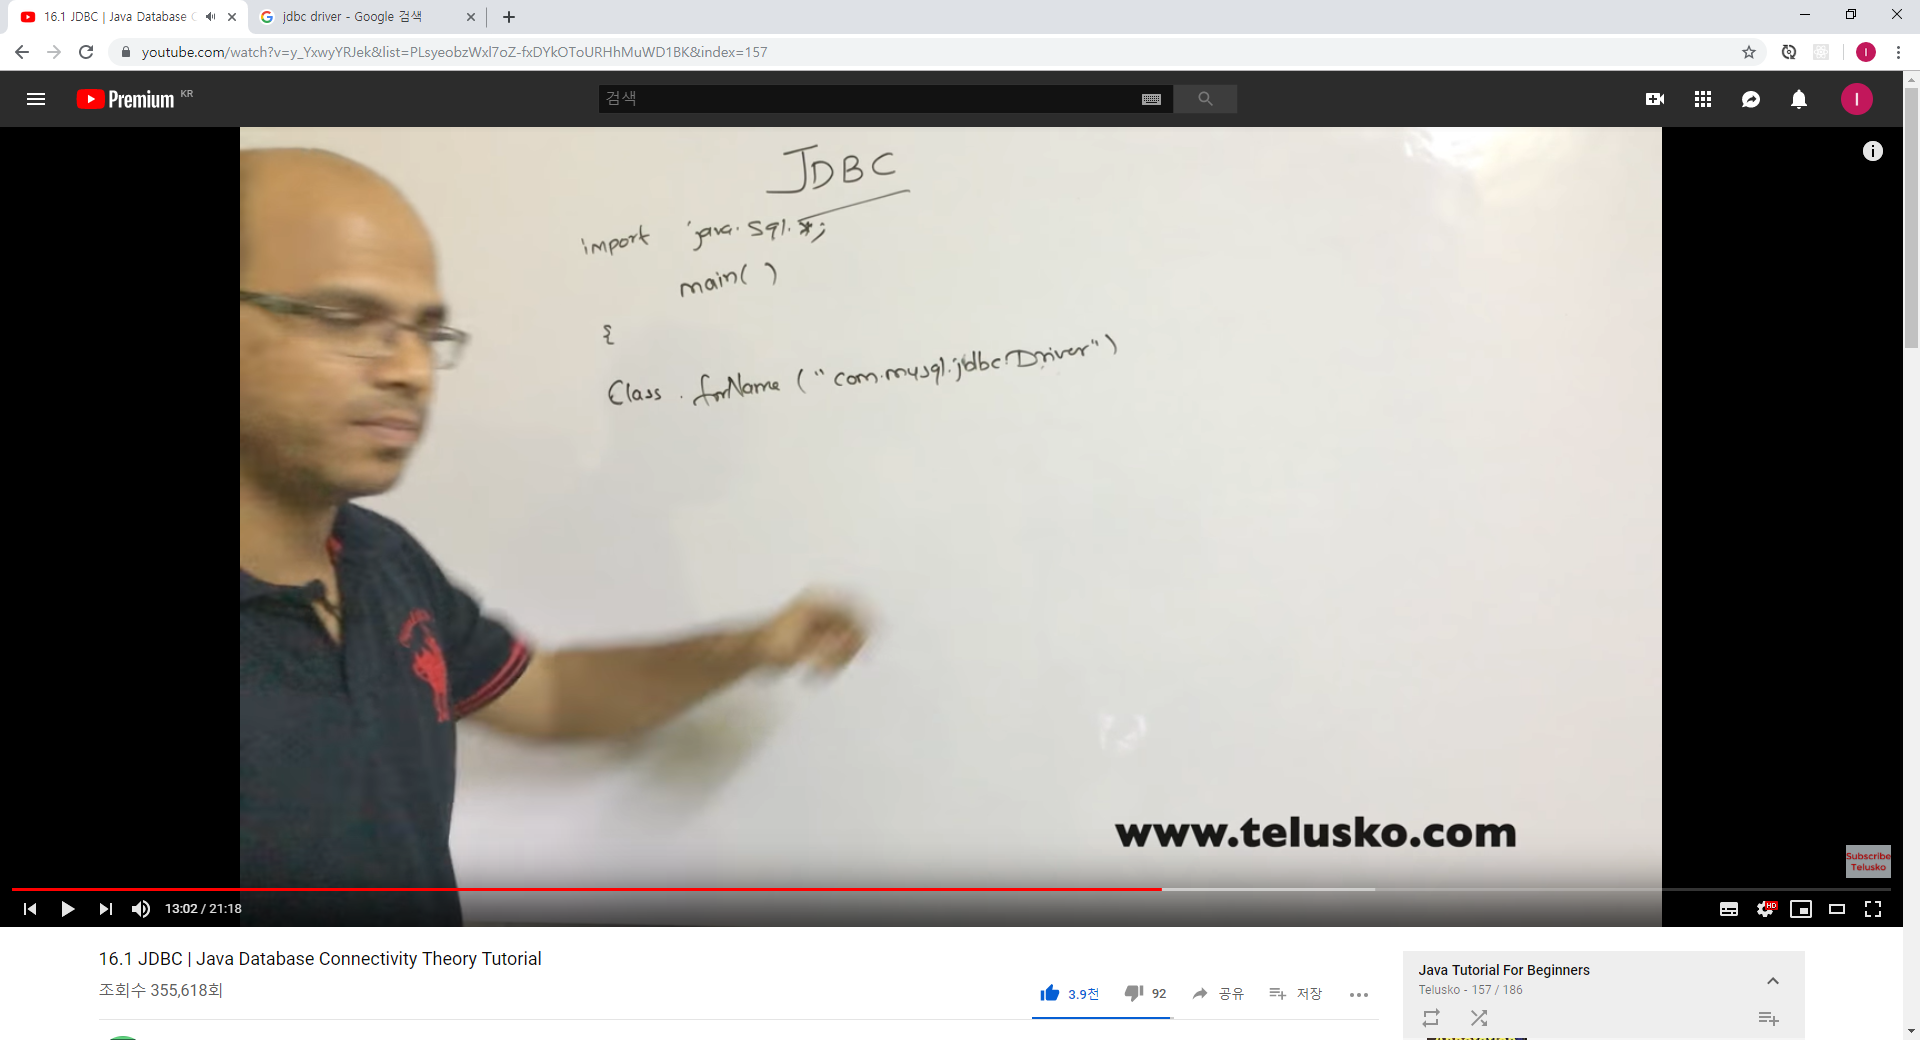 16.1 JDBC | Java Database C
jdbc driver - Google 검색
youtube.com/watch?v=y_YxwyYRJek&list=PLsyeobzWxl7oZ-fxDYkOToURHhMuWD1BK&index=157
I
Premium KR
검색
I
JDBC
import java.sql.*;
main( )
{
Class . forName ( "com.mysql.jdbc.Driver" )
www.telusko.com
Subscribe
Telusko
13:02 / 21:18
HD
16.1 JDBC | Java Database Connectivity Theory Tutorial
조회수 355,618회
3.9천
92
공유
저장
Java Tutorial For Beginners
Telusko - 157 / 186